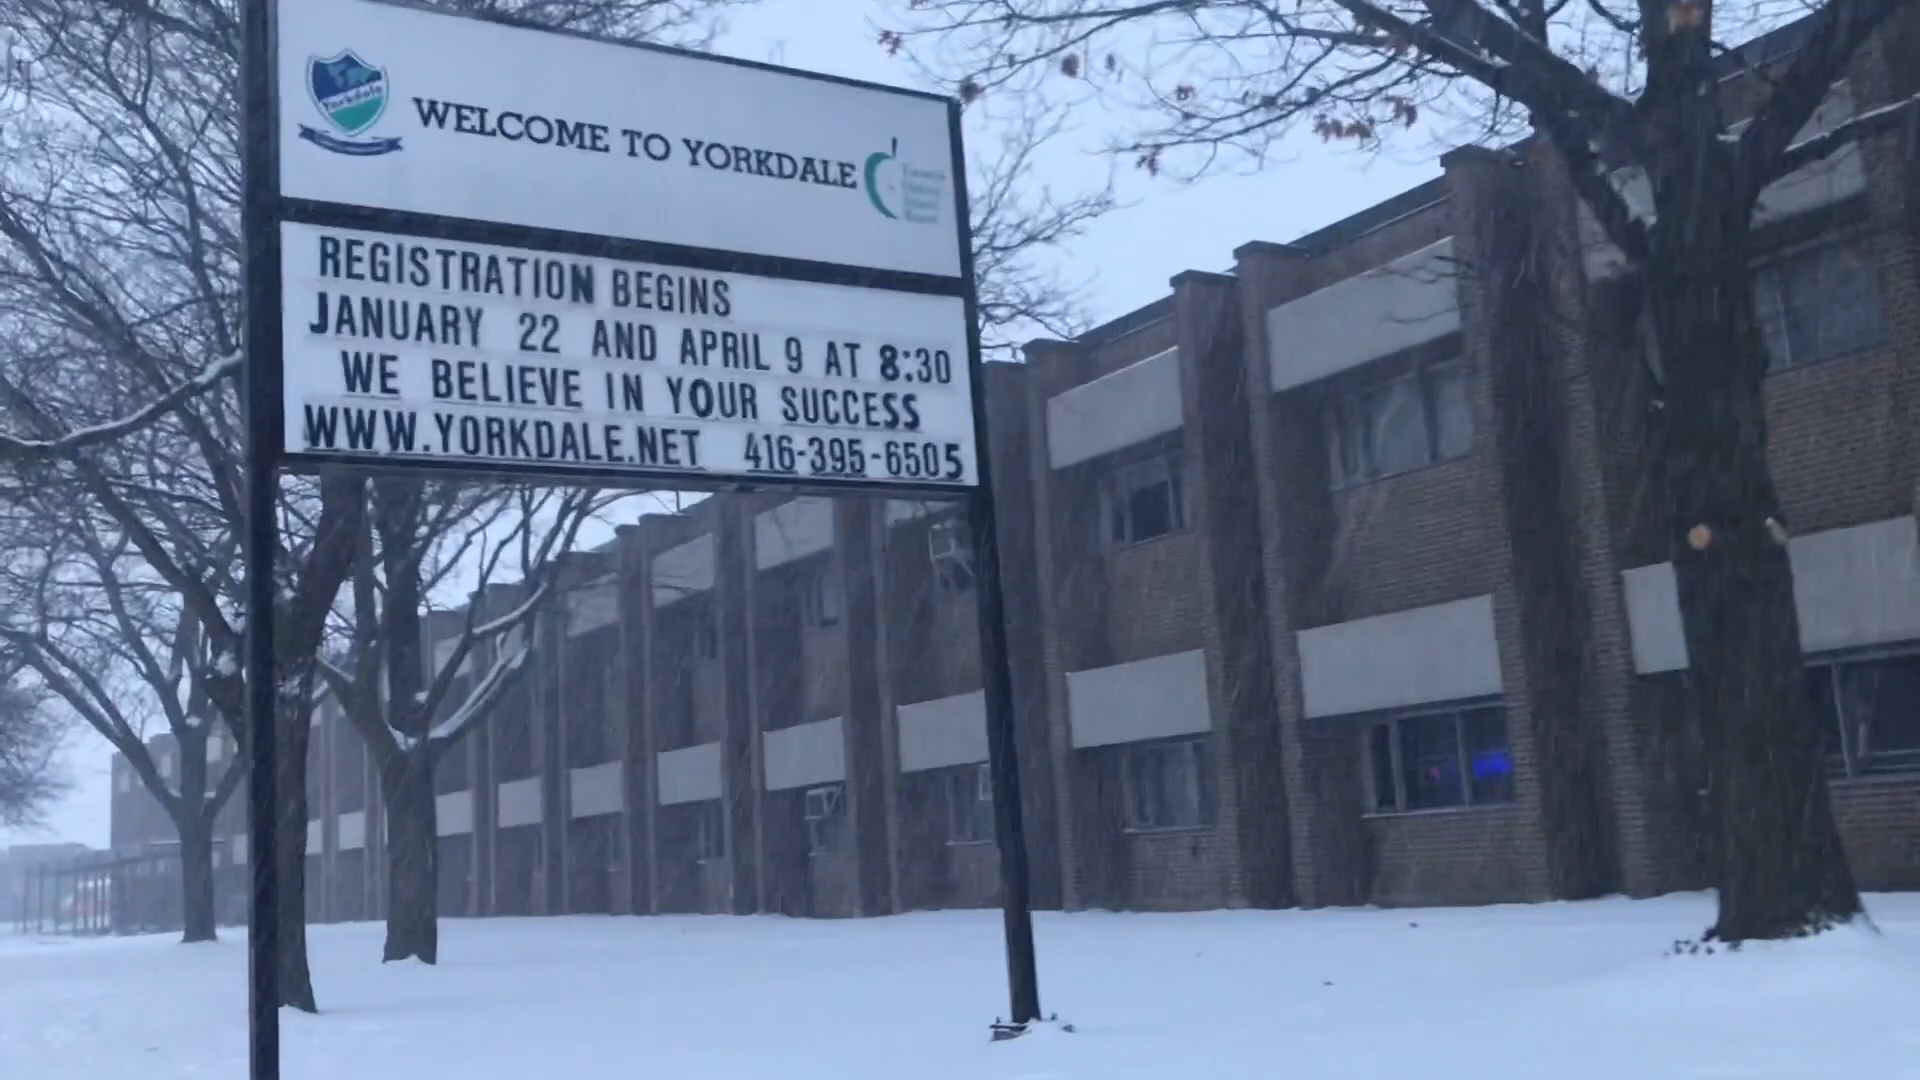 Yorkdale
WELCOME TO YORKDALE
REGISTRATION BEGINS
JANUARY 22 AND APRIL 9 AT 8:30
WE BELIEVE IN YOUR SUCCESS
WWW.YORKDALE.NET 416-395-6505